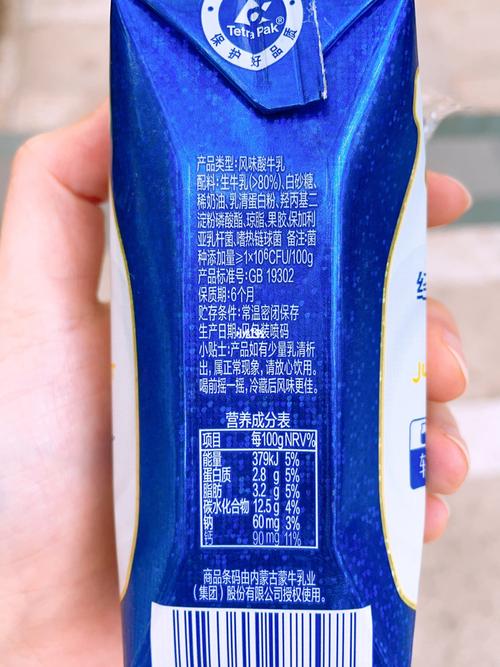 Tetra Pak®
保护好品质
产品类型:风味酸牛乳
配料:生牛乳(>80%)、白砂糖、
稀奶油、乳清蛋白粉、羟丙基二
淀粉磷酸酯、琼脂、果胶、保加利
亚乳杆菌、嗜热链球菌 备注:菌
种添加量≥1×10⁶CFU/100g
产品标准号:GB 19302
保质期:6个月
贮存条件:常温密闭保存
生产日期:见包装喷码
小贴士:产品如有少量乳清析
出,属正常现象,请放心饮用。
喝前摇一摇,冷藏后风味更佳。
营养成分表
项目 每100g NRV%
能量 379kJ 5%
蛋白质 2.8 g 5%
脂肪 3.2 g 5%
碳水化合物 12.5 g 4%
钠 60 mg 3%
钙 90 mg 11%
商品条码由内蒙古蒙牛乳业
(集团)股份有限公司授权使用。